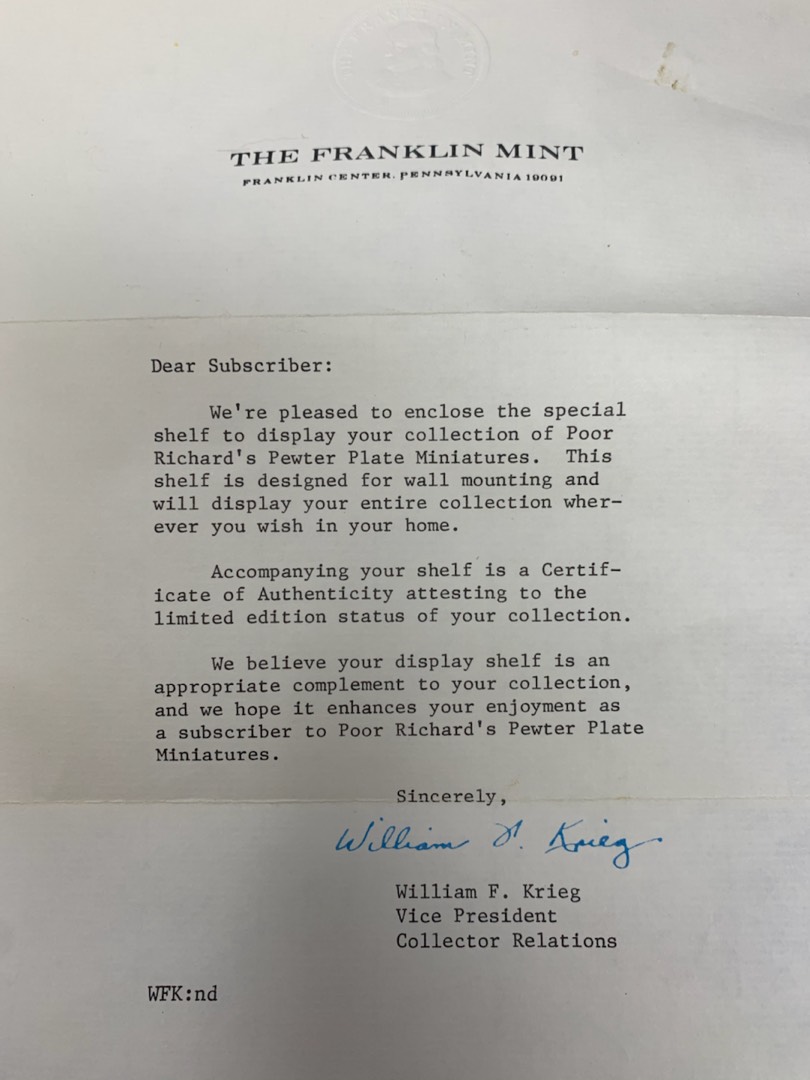 THE FRANKLIN MINT
FRANKLIN CENTER, PENNSYLVANIA 19091
Dear Subscriber:
We're pleased to enclose the special
shelf to display your collection of Poor
Richard's Pewter Plate Miniatures. This
shelf is designed for wall mounting and
will display your entire collection wher-
ever you wish in your home.
Accompanying your shelf is a Certif-
icate of Authenticity attesting to the
limited edition status of your collection.
We believe your display shelf is an
appropriate complement to your collection,
and we hope it enhances your enjoyment as
a subscriber to Poor Richard's Pewter Plate
Miniatures.
Sincerely,
William F. Krieg
William F. Krieg
Vice President
Collector Relations
WFK:nd